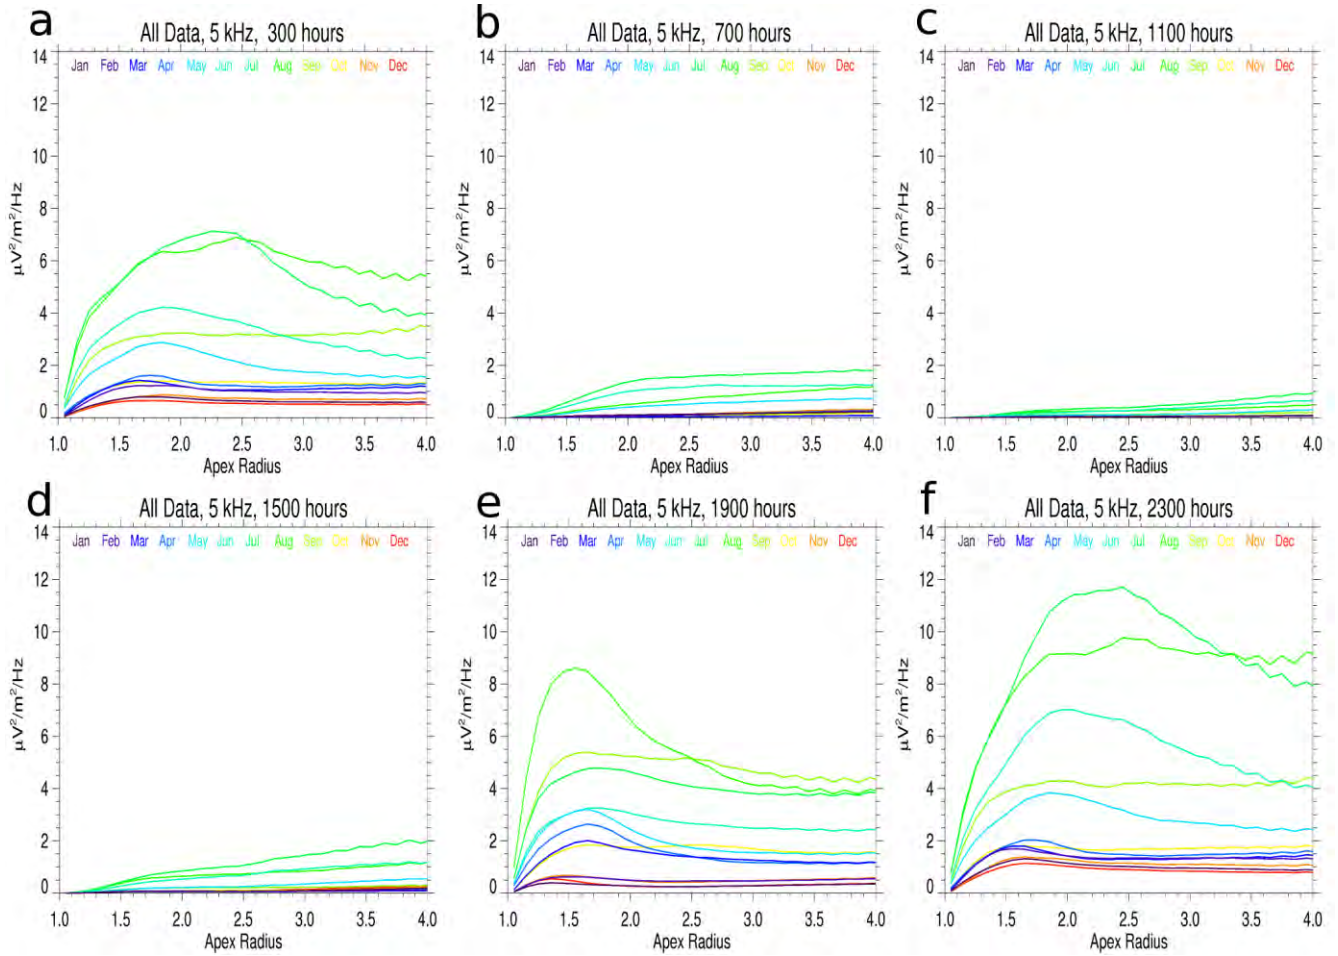 a
All Data, 5 kHz, 300 hours
Jan Feb Mar Apr May Jun Jul Aug Sep Oct Nov Dec
14
12
10
8
6
4
2
0
μV²/m²/Hz
1.0 1.5 2.0 2.5 3.0 3.5 4.0
Apex Radius
b
All Data, 5 kHz, 700 hours
Jan Feb Mar Apr May Jun Jul Aug Sep Oct Nov Dec
14
12
10
8
6
4
2
0
μV²/m²/Hz
1.0 1.5 2.0 2.5 3.0 3.5 4.0
Apex Radius
c
All Data, 5 kHz, 1100 hours
Jan Feb Mar Apr May Jun Jul Aug Sep Oct Nov Dec
14
12
10
8
6
4
2
0
μV²/m²/Hz
1.0 1.5 2.0 2.5 3.0 3.5 4.0
Apex Radius
d
All Data, 5 kHz, 1500 hours
Jan Feb Mar Apr May Jun Jul Aug Sep Oct Nov Dec
14
12
10
8
6
4
2
0
μV²/m²/Hz
1.0 1.5 2.0 2.5 3.0 3.5 4.0
Apex Radius
e
All Data, 5 kHz, 1900 hours
Jan Feb Mar Apr May Jun Jul Aug Sep Oct Nov Dec
14
12
10
8
6
4
2
0
μV²/m²/Hz
1.0 1.5 2.0 2.5 3.0 3.5 4.0
Apex Radius
f
All Data, 5 kHz, 2300 hours
Jan Feb Mar Apr May Jun Jul Aug Sep Oct Nov Dec
14
12
10
8
6
4
2
0
μV²/m²/Hz
1.0 1.5 2.0 2.5 3.0 3.5 4.0
Apex Radius